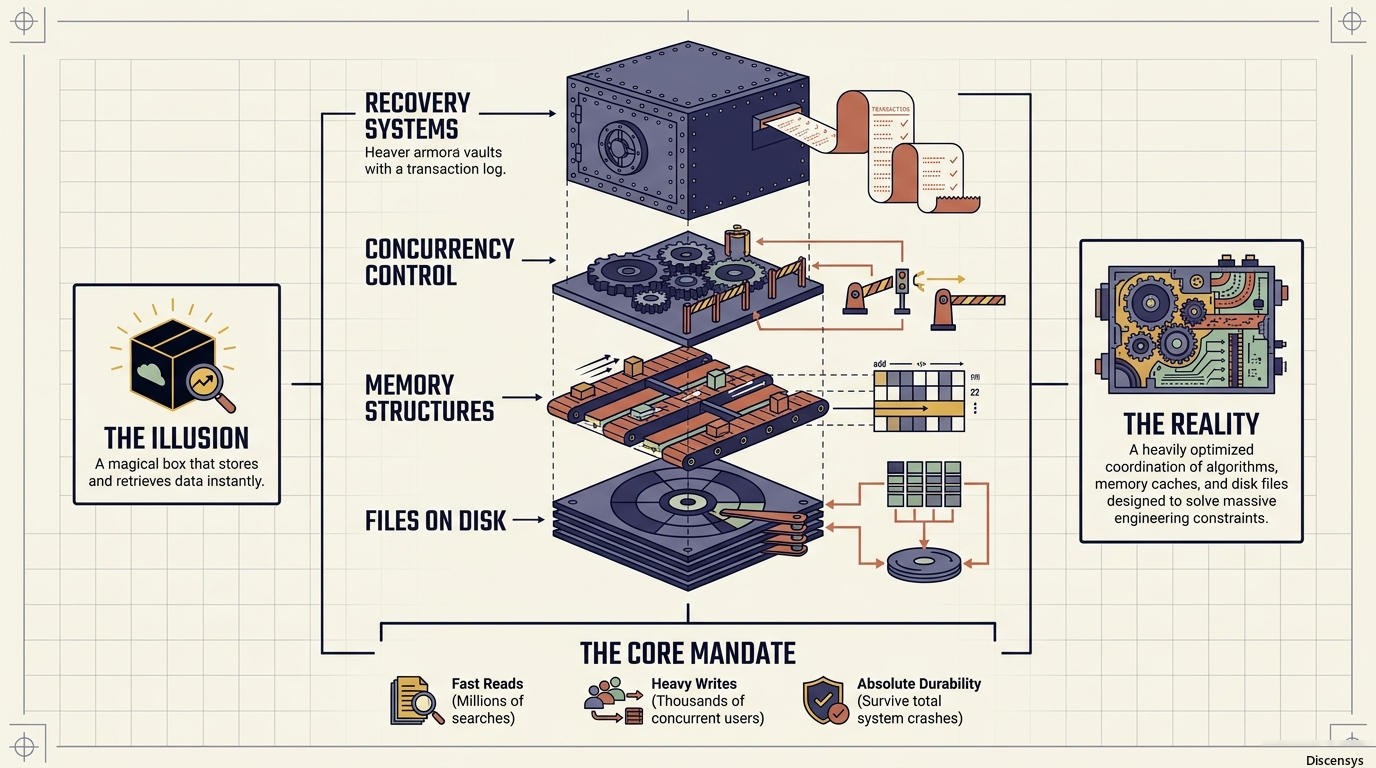 RECOVERY
SYSTEMS
Heaver armora vaults
with a transaction log.
TRANSACTION
CONCURRENCY
CONTROL
MEMORY
STRUCTURES
add
22
FILES ON DISK
THE ILLUSION
A magical box that stores
and retrieves data instantly.
THE REALITY
A heavily optimized
coordination of algorithms,
memory caches, and disk files
designed to solve massive
engineering constraints.
THE CORE MANDATE
Fast Reads
(Millions of
searches)
Heavy Writes
(Thousands of
concurrent users)
Absolute Durability
(Survive total
system crashes)
Discensys